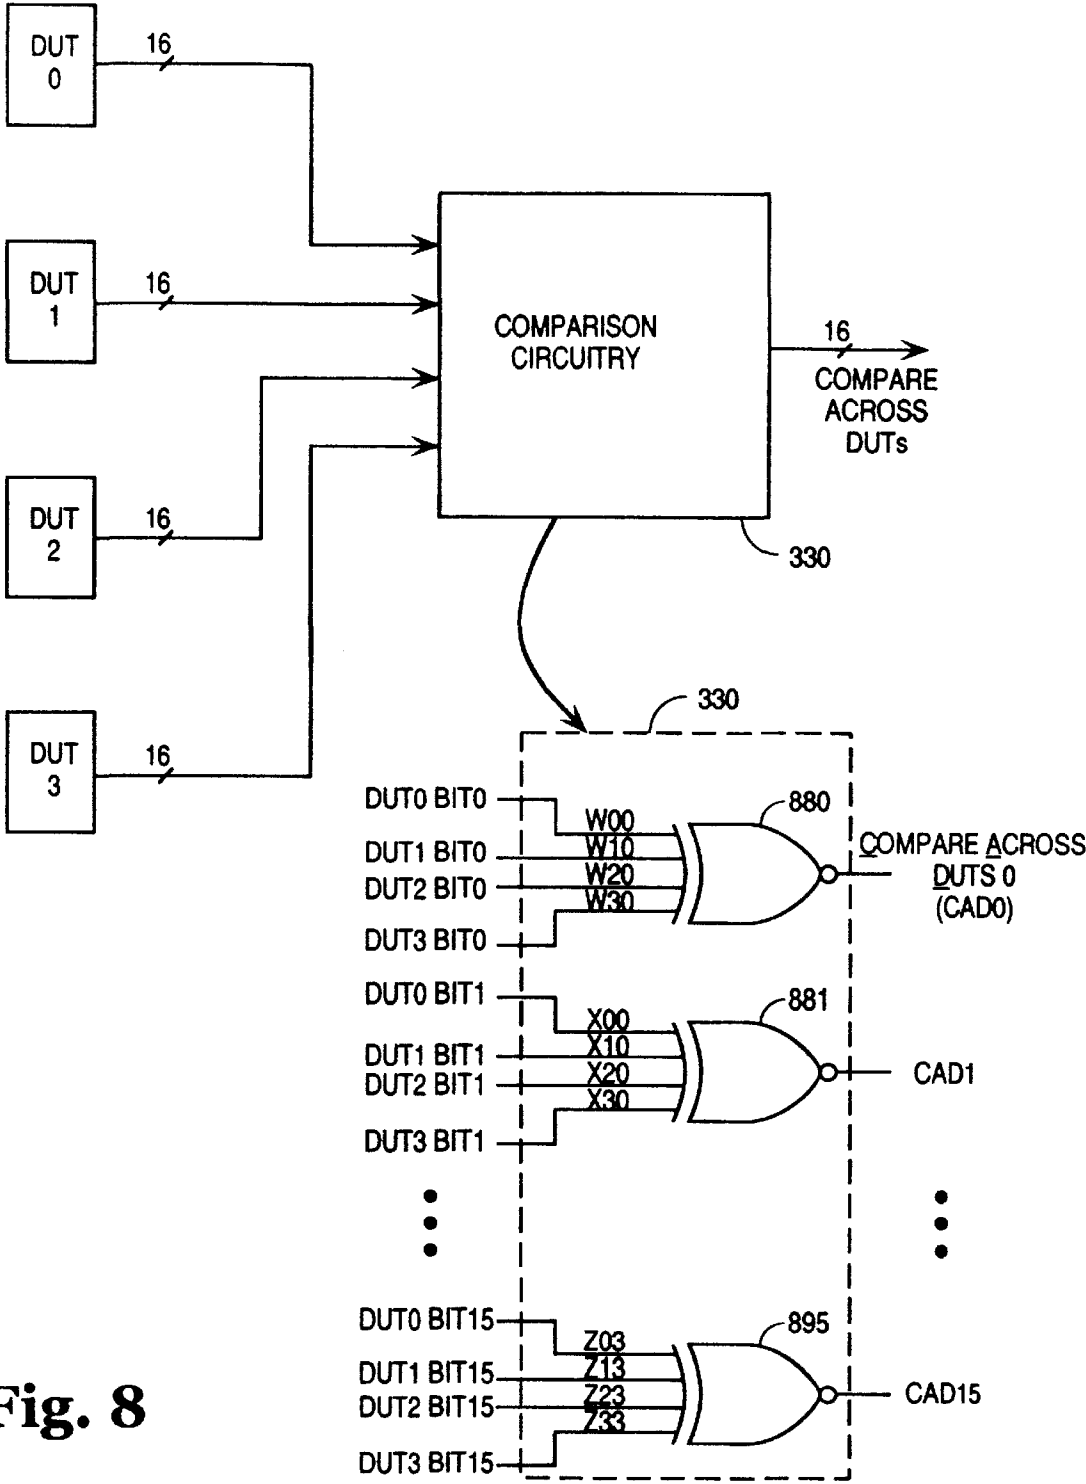 DUT
0
16
DUT
1
16
DUT
2
16
DUT
3
16
COMPARISON
CIRCUITRY
16
COMPARE
ACROSS
DUTs
330
330
DUT0 BIT0
DUT1 BIT0
DUT2 BIT0
DUT3 BIT0
W00
W10
W20
W30
880
COMPARE ACROSS
DUTS 0
(CAD0)
DUT0 BIT1
DUT1 BIT1
DUT2 BIT1
DUT3 BIT1
X00
X10
X20
X30
881
CAD1
DUT0 BIT15
DUT1 BIT15
DUT2 BIT15
DUT3 BIT15
Z03
Z13
Z23
Z33
895
CAD15
Fig. 8